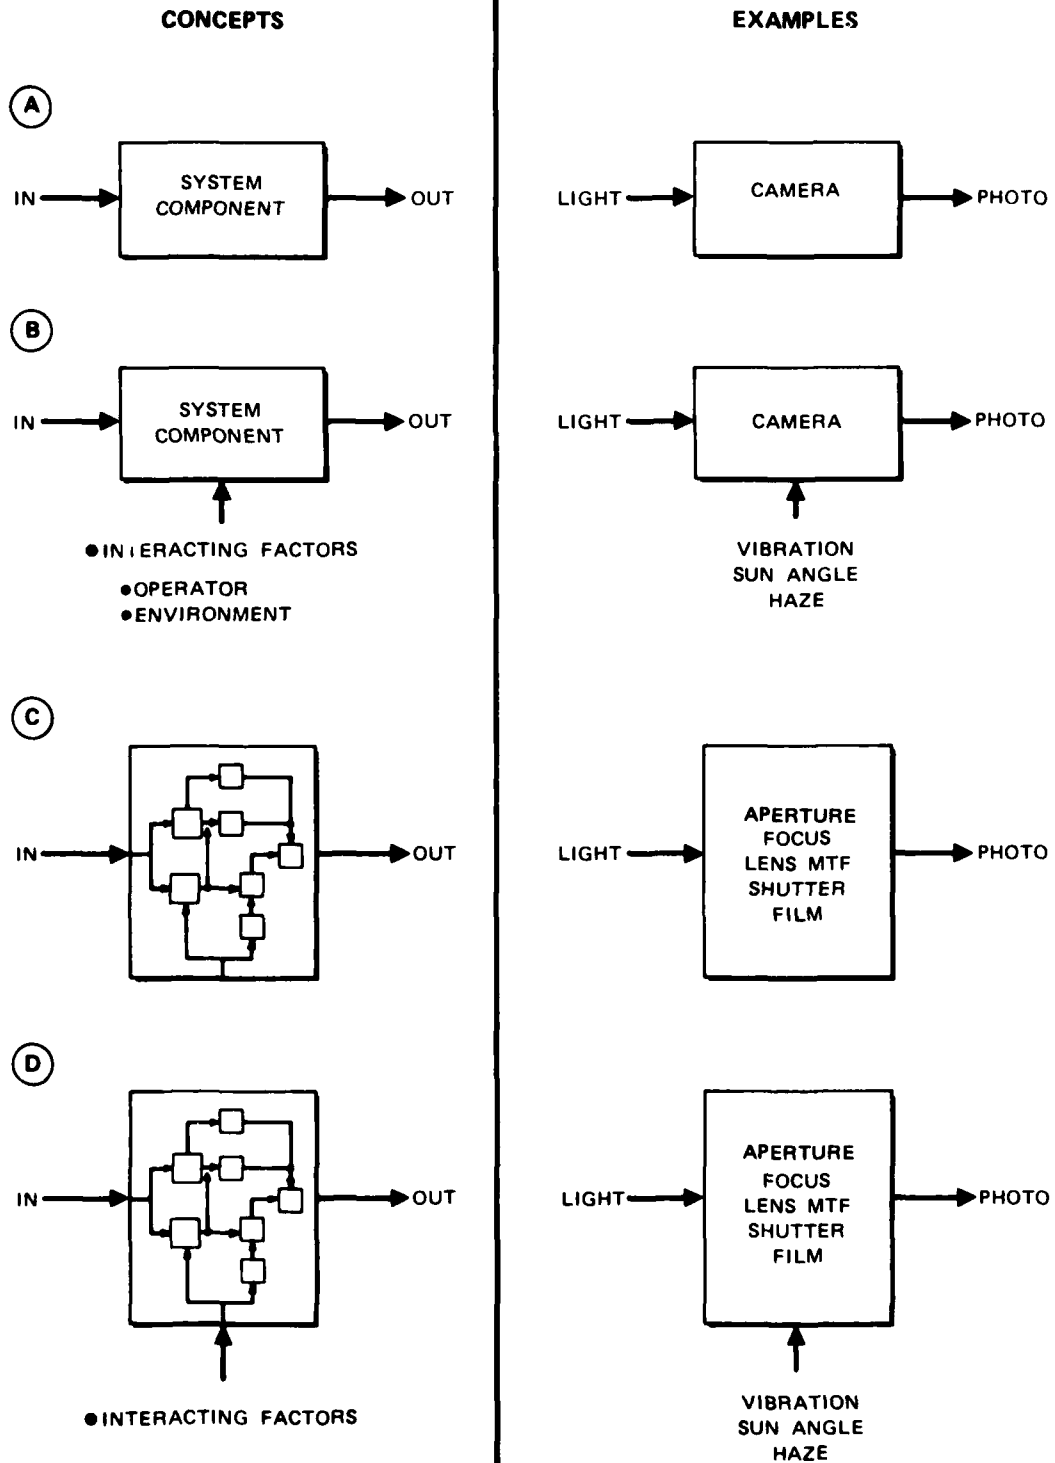 CONCEPTS
EXAMPLES
A
IN
SYSTEM
COMPONENT
OUT
LIGHT
CAMERA
PHOTO
B
IN
SYSTEM
COMPONENT
OUT
●INTERACTING FACTORS
●OPERATOR
●ENVIRONMENT
LIGHT
CAMERA
PHOTO
VIBRATION
SUN ANGLE
HAZE
C
IN
OUT
LIGHT
APERTURE
FOCUS
LENS MTF
SHUTTER
FILM
PHOTO
D
IN
OUT
●INTERACTING FACTORS
LIGHT
APERTURE
FOCUS
LENS MTF
SHUTTER
FILM
PHOTO
VIBRATION
SUN ANGLE
HAZE